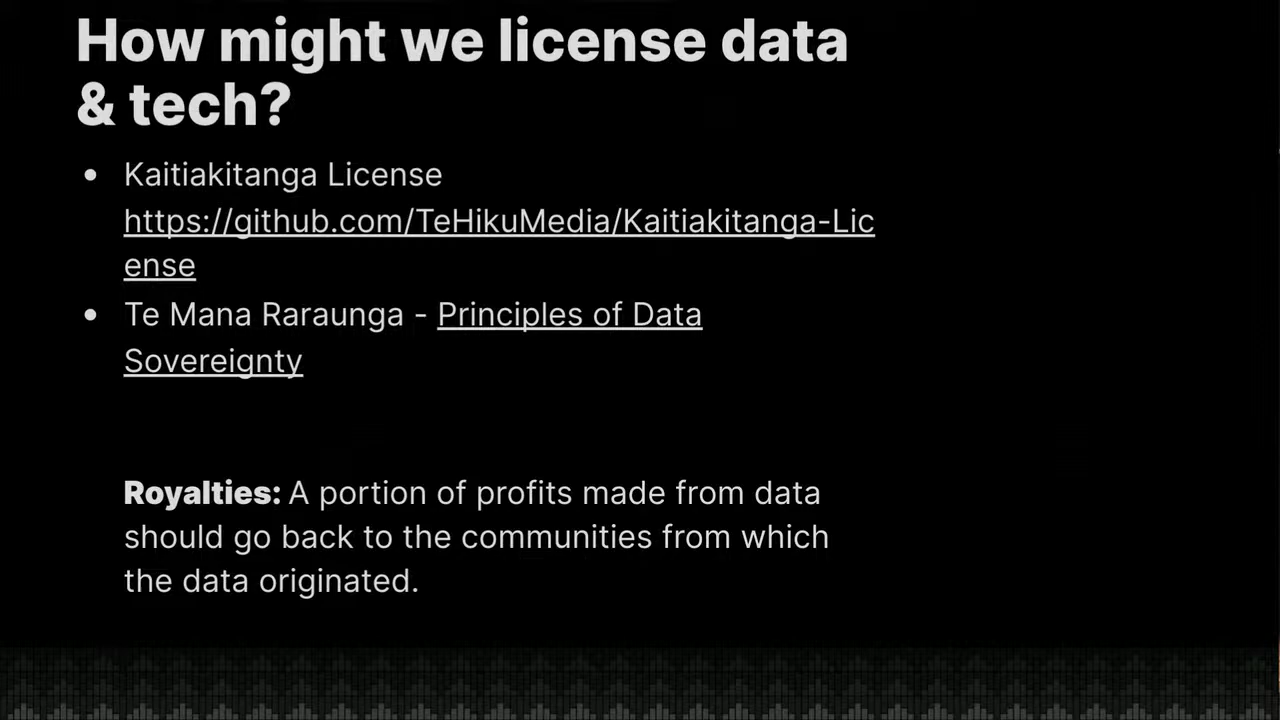 How might we license data
& tech?
• Kaitiakitanga License
https://github.com/TeHikuMedia/Kaitiakitanga-Lic
ense
• Te Mana Raraunga - Principles of Data
Sovereignty
Royalties: A portion of profits made from data
should go back to the communities from which
the data originated.